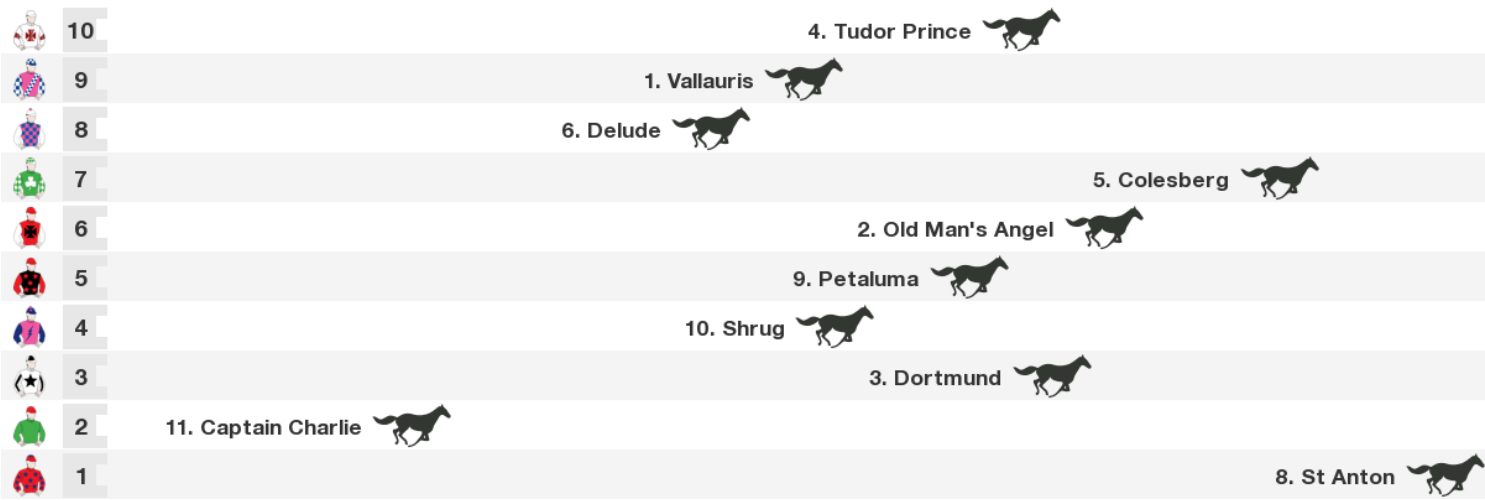 10 4. Tudor Prince
9 1. Vallauris
8 6. Delude
7 5. Colesberg
6 2. Old Man's Angel
5 9. Petaluma
4 10. Shrug
3 3. Dortmund
2 11. Captain Charlie
1 8. St Anton